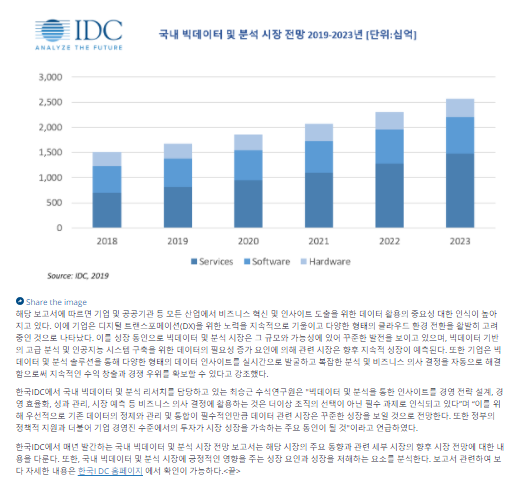 IDC
ANALYZE THE FUTURE
국내 빅데이터 및 분석 시장 전망 2019-2023년 [단위:십억]
3,000
2,500
2,000
1,500
1,000
500
0
2018 2019 2020 2021 2022 2023
Services Software Hardware
Source: IDC, 2019
Share the image
해당 보고서에 따르면 기업 및 공공기관 등 모든 산업에서 비즈니스 혁신 및 인사이트 도출을 위한 데이터 활용의 중요성 대한 인식이 높아
지고 있다. 이에 기업은 디지털 트랜스포메이션(DX)을 위한 노력을 지속적으로 기울이고 다양한 형태의 클라우드 환경 전환을 활발히 고려
중인 것으로 나타났다. 이를 성장 동인으로 빅데이터 및 분석 시장은 그 규모와 가능성에 있어 꾸준한 발전을 보이고 있으며, 빅데이터 기반
의 고급 분석 및 인공지능 시스템 구축을 위한 데이터의 필요성 증가 요인에 의해 관련 시장은 향후 지속적 성장이 예측된다. 또한 기업은 빅
데이터 및 분석 솔루션을 통해 다양한 형태의 데이터 인사이트를 실시간으로 발굴하고 복잡한 분석 및 비즈니스 의사 결정을 자동으로 해결
함으로써 지속적인 수익 창출과 경쟁 우위를 확보할 수 있다고 강조했다.
한국IDC에서 국내 빅데이터 및 분석 리서치를 담당하고 있는 최승근 수석연구원은 "빅데이터 및 분석을 통한 인사이트를 경영 전략 설계, 경
영 효율화, 성과 관리, 시장 예측 등 비즈니스 의사 결정에 활용하는 것은 더이상 조직의 선택이 아닌 필수 과제로 인식되고 있다"며 "이를 위
해 우선적으로 기존 데이터의 정제와 관리 및 통합이 필수적인만큼 데이터 관련 시장은 꾸준한 성장을 보일 것으로 전망한다. 또한 정부의
정책적 지원과 더불어 기업 경영진 수준에서의 투자가 시장 성장을 가속하는 주요 동인이 될 것"이라고 언급하였다.
한국IDC에서 매년 발간하는 국내 빅데이터 및 분석 시장 전망 보고서는 해당 시장의 주요 동향과 관련 세부 시장의 향후 시장 전망에 대한 내
용을 다룬다. 또한, 국내 빅데이터 및 분석 시장에 긍정적인 영향을 주는 성장 요인과 성장을 저해하는 요소를 분석한다. 보고서 관련하여 보
다 자세한 내용은 한국I DC 홈페이지 에서 확인이 가능하다.<끝>